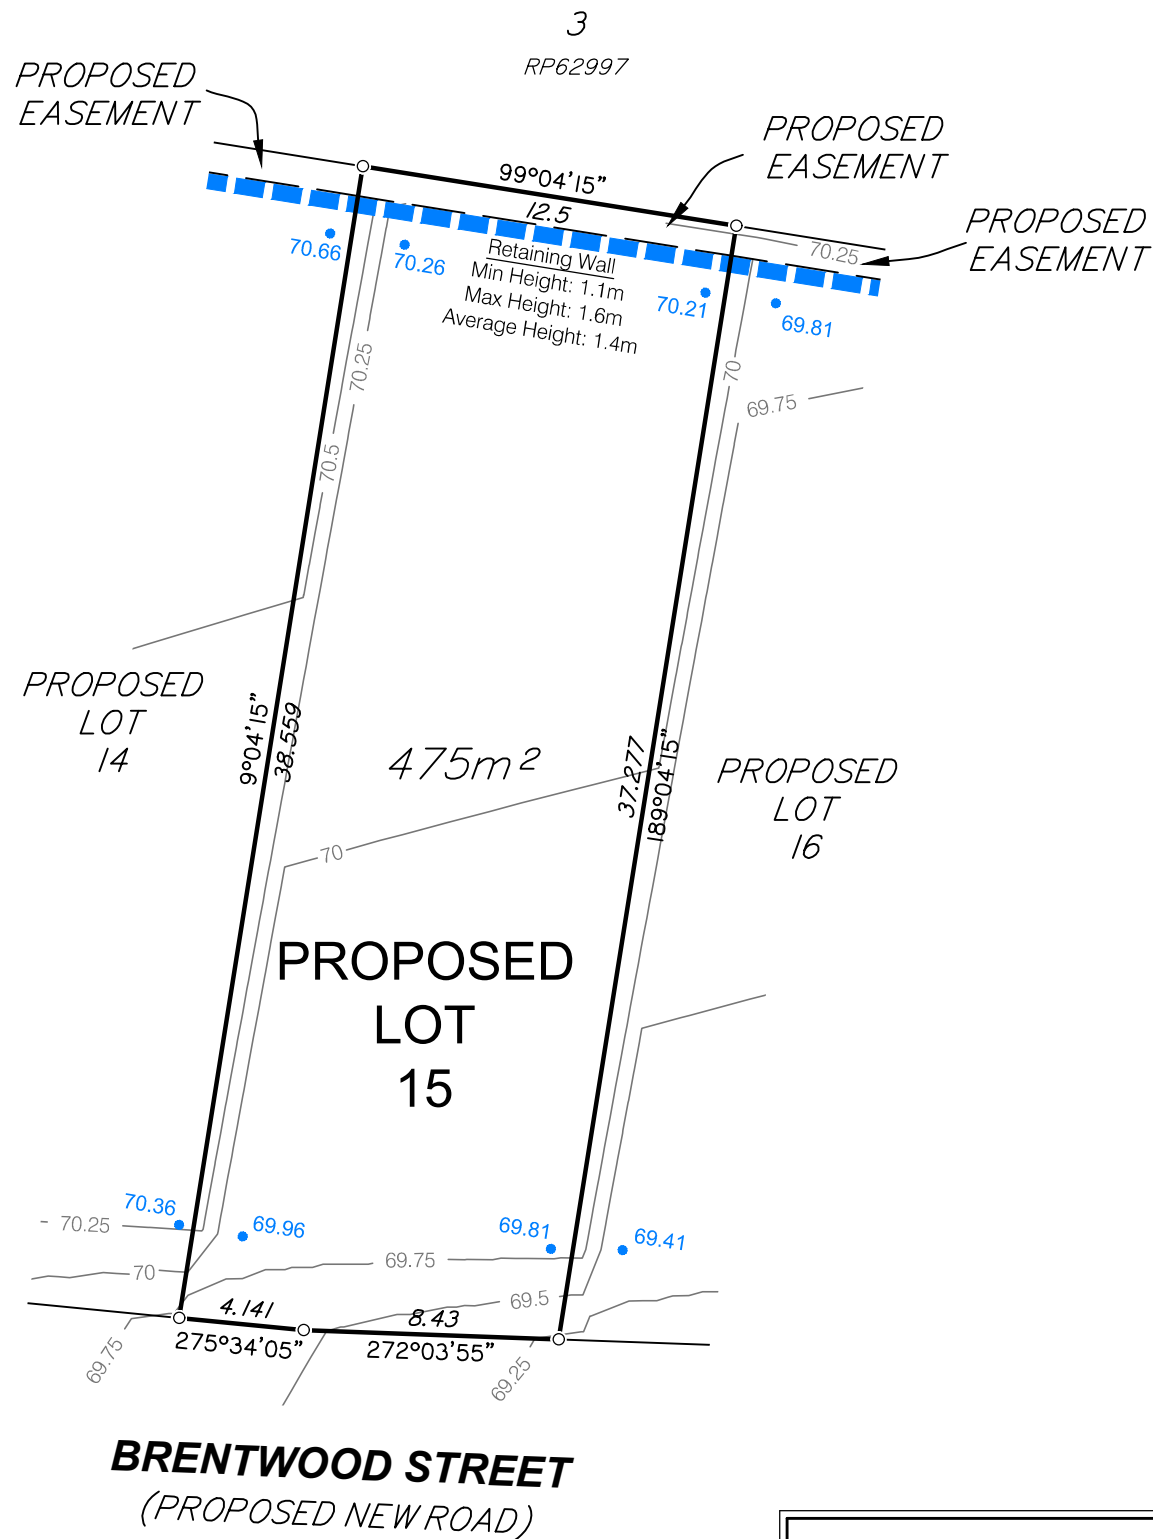 3
RP62997
PROPOSED
EASEMENT
PROPOSED
EASEMENT
PROPOSED
EASEMENT
99°04'15"
12.5
70.25
70.66
70.26
Retaining Wall
Min Height: 1.1m
Max Height: 1.6m
Average Height: 1.4m
70.21
69.81
70.25
70.5
70
69.75
PROPOSED
LOT
14
9°04'15"
38.559
475m²
37.277
189°04'15"
PROPOSED
LOT
16
70
PROPOSED
LOT
15
70.36
69.96
69.81
69.41
70.25
69.75
70
69.5
4.141
8.43
275°34'05"
272°03'55"
69.75
69.25
BRENTWOOD STREET
(PROPOSED NEW ROAD)